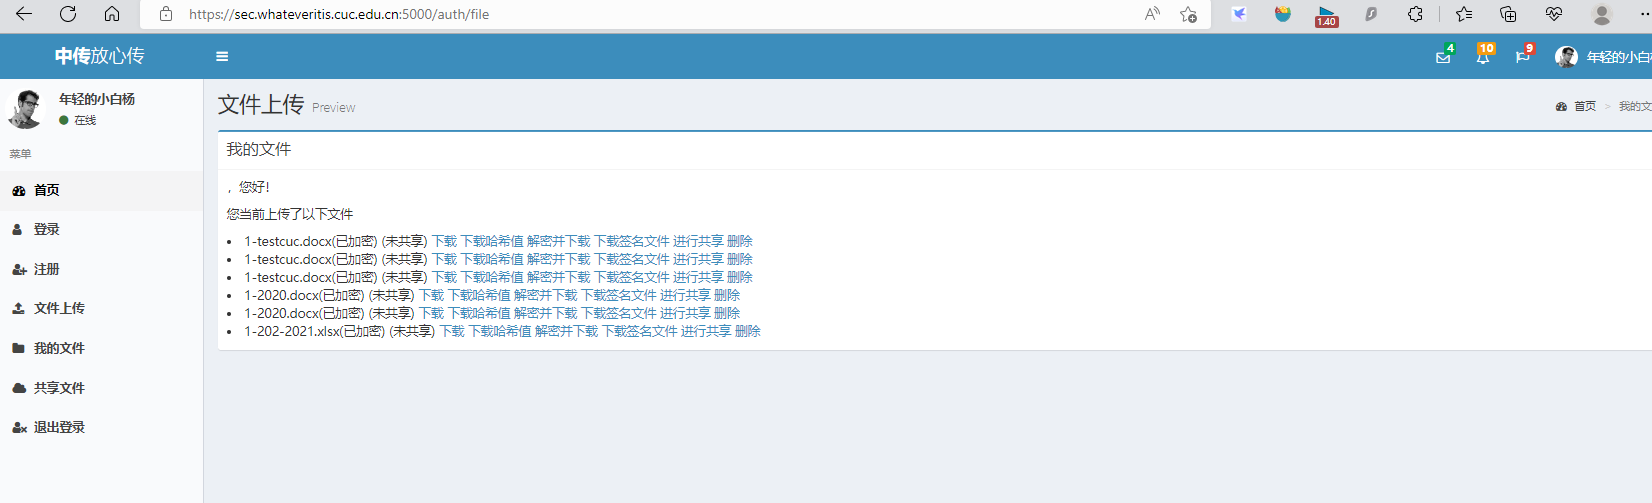 https://sec.whateveritis.cuc.edu.cn:5000/auth/file
1.40
中传放心传
4
10
9
年轻的小白杨
年轻的小白杨
在线
菜单
首页
登录
注册
文件上传
我的文件
共享文件
退出登录
文件上传 Preview
首页 > 我的文
我的文件
，您好!
您当前上传了以下文件
1-testcuc.docx(已加密) (未共享) 下载 下载哈希值 解密并下载 下载签名文件 进行共享 删除
1-testcuc.docx(已加密) (未共享) 下载 下载哈希值 解密并下载 下载签名文件 进行共享 删除
1-testcuc.docx(已加密) (未共享) 下载 下载哈希值 解密并下载 下载签名文件 进行共享 删除
1-2020.docx(已加密) (未共享) 下载 下载哈希值 解密并下载 下载签名文件 进行共享 删除
1-2020.docx(已加密) (未共享) 下载 下载哈希值 解密并下载 下载签名文件 进行共享 删除
1-202-2021.xlsx(已加密) (未共享) 下载 下载哈希值 解密并下载 下载签名文件 进行共享 删除